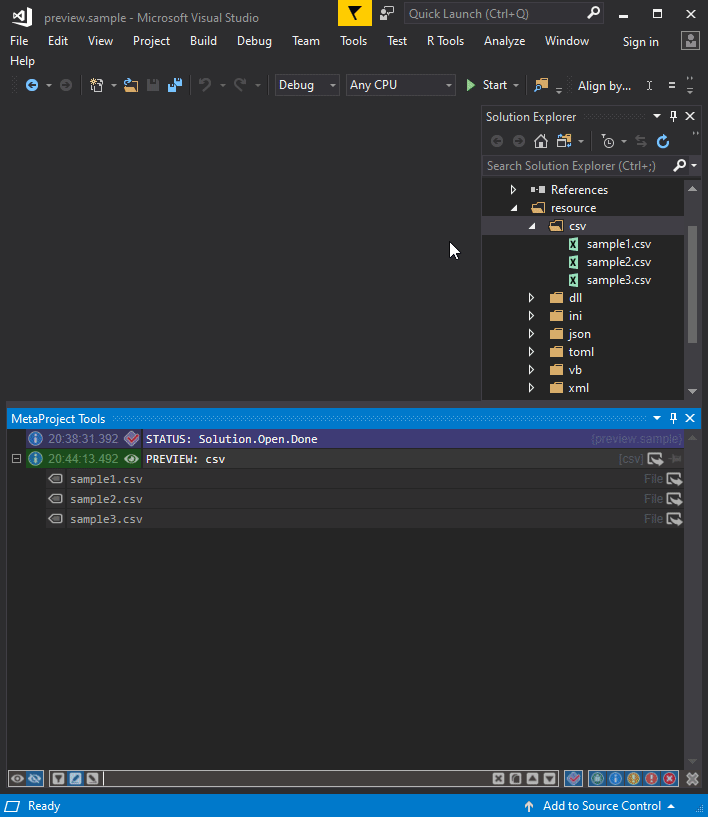 preview.sample - Microsoft Visual Studio
Quick Launch (Ctrl+Q)
File Edit View Project Build Debug Team Tools Test R Tools Analyze Window Sign in
Help
Debug Any CPU Start Align by...
Solution Explorer
Search Solution Explorer (Ctrl+;)
References
resource
csv
sample1.csv
sample2.csv
sample3.csv
dll
ini
json
toml
vb
xml
MetaProject Tools
20:38:31.392 STATUS: Solution.Open.Done {preview.sample}
20:44:13.492 PREVIEW: csv [csv]
sample1.csv File
sample2.csv File
sample3.csv File
Ready Add to Source Control